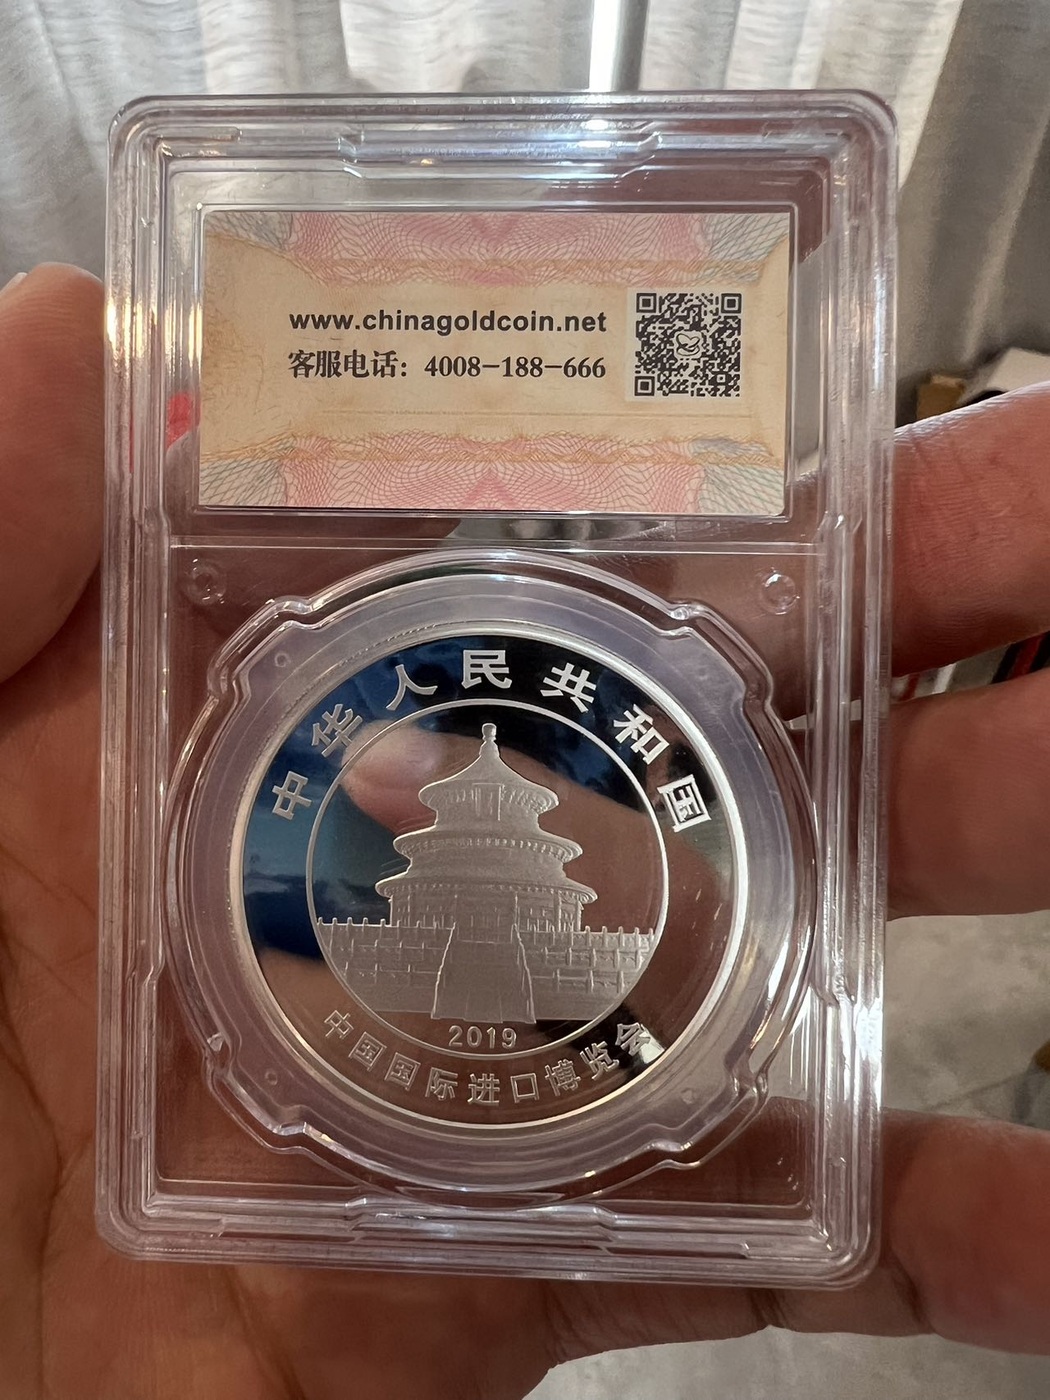 www.chinagoldcoin.net
客服电话：4008-188-666
中华人民共和国
2019
中国国际进口博览会